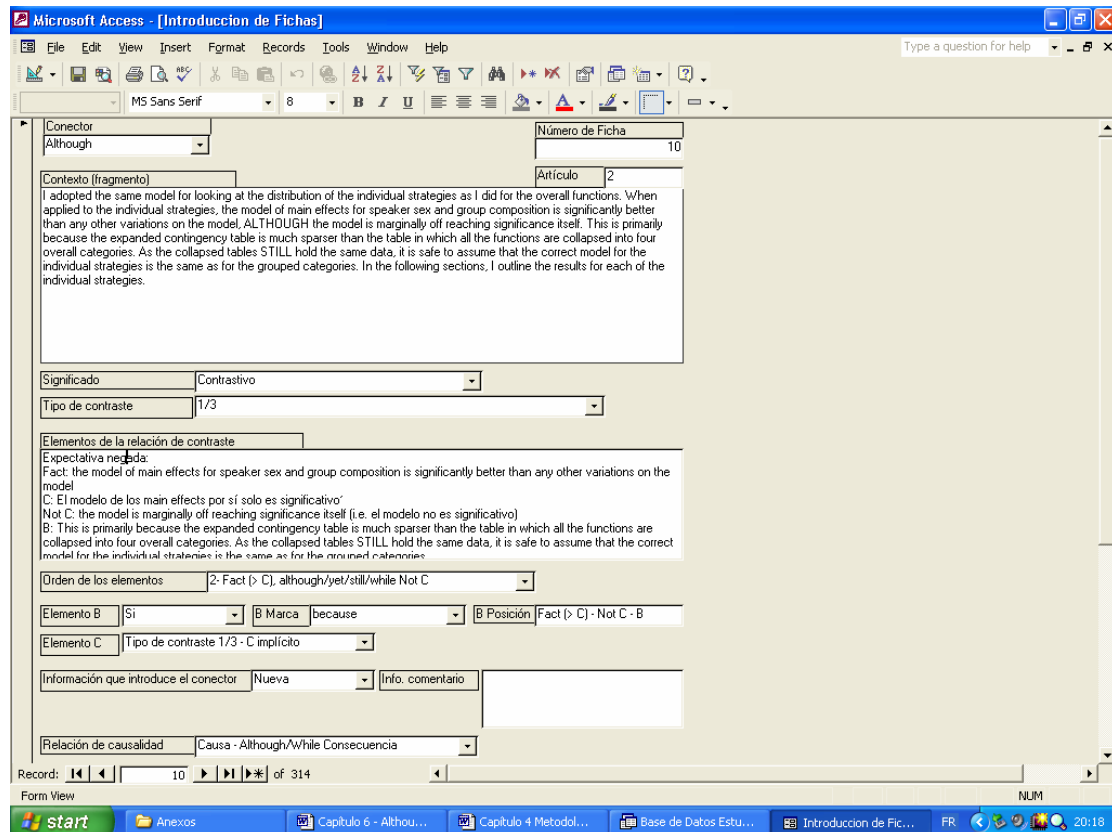 Microsoft Access - [Introduccion de Fichas]
File Edit View Insert Format Records Tools Window Help Type a question for help
MS Sans Serif 8 B I U
Conector
Although
Número de Ficha
10
Contexto (fragmento)
Artículo 2
I adopted the same model for looking at the distribution of the individual strategies as I did for the overall functions. When
applied to the individual strategies, the model of main effects for speaker sex and group composition is significantly better
than any other variations on the model, ALTHOUGH the model is marginally off reaching significance itself. This is primarily
because the expanded contingency table is much sparser than the table in which all the functions are collapsed into four
overall categories. As the collapsed tables STILL hold the same data, it is safe to assume that the correct model for the
individual strategies is the same as for the grouped categories. In the following sections, I outline the results for each of the
individual strategies.
Significado Contrastivo
Tipo de contraste 1/3
Elementos de la relación de contraste
Expectativa negada:
Fact: the model of main effects for speaker sex and group composition is significantly better than any other variations on the
model
C: El modelo de los main effects por sí solo es significativo´
Not C: the model is marginally off reaching significance itself (i.e. el modelo no es significativo)
B: This is primarily because the expanded contingency table is much sparser than the table in which all the functions are
collapsed into four overall categories. As the collapsed tables STILL hold the same data, it is safe to assume that the correct
model for the individual strategies is the same as for the grouped categories
Orden de los elementos 2- Fact (> C), although/yet/still/while Not C
Elemento B Si B Marca because B Posición Fact (> C) - Not C - B
Elemento C Tipo de contraste 1/3 - C implícito
Información que introduce el conector Nueva Info. comentario
Relación de causalidad Causa - Although/While Consecuencia
Record: 10 of 314
Form View NUM
start Anexos Capítulo 6 - Althou... Capítulo 4 Metodol... Base de Datos Estu... Introduccion de Fic... FR 20:18